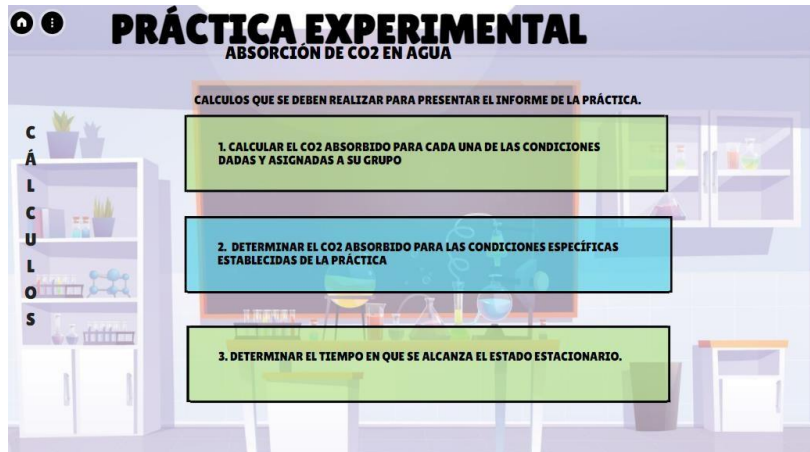 PRÁCTICA EXPERIMENTAL
ABSORCIÓN DE CO2 EN AGUA
CALCULOS QUE SE DEBEN REALIZAR PARA PRESENTAR EL INFORME DE LA PRÁCTICA.
CÁLCULOS
1. CALCULAR EL CO2 ABSORBIDO PARA CADA UNA DE LAS CONDICIONES
DADAS Y ASIGNADAS A SU GRUPO
2. DETERMINAR EL CO2 ABSORBIDO PARA LAS CONDICIONES ESPECÍFICAS
ESTABLECIDAS DE LA PRÁCTICA
3. DETERMINAR EL TIEMPO EN QUE SE ALCANZA EL ESTADO ESTACIONARIO.